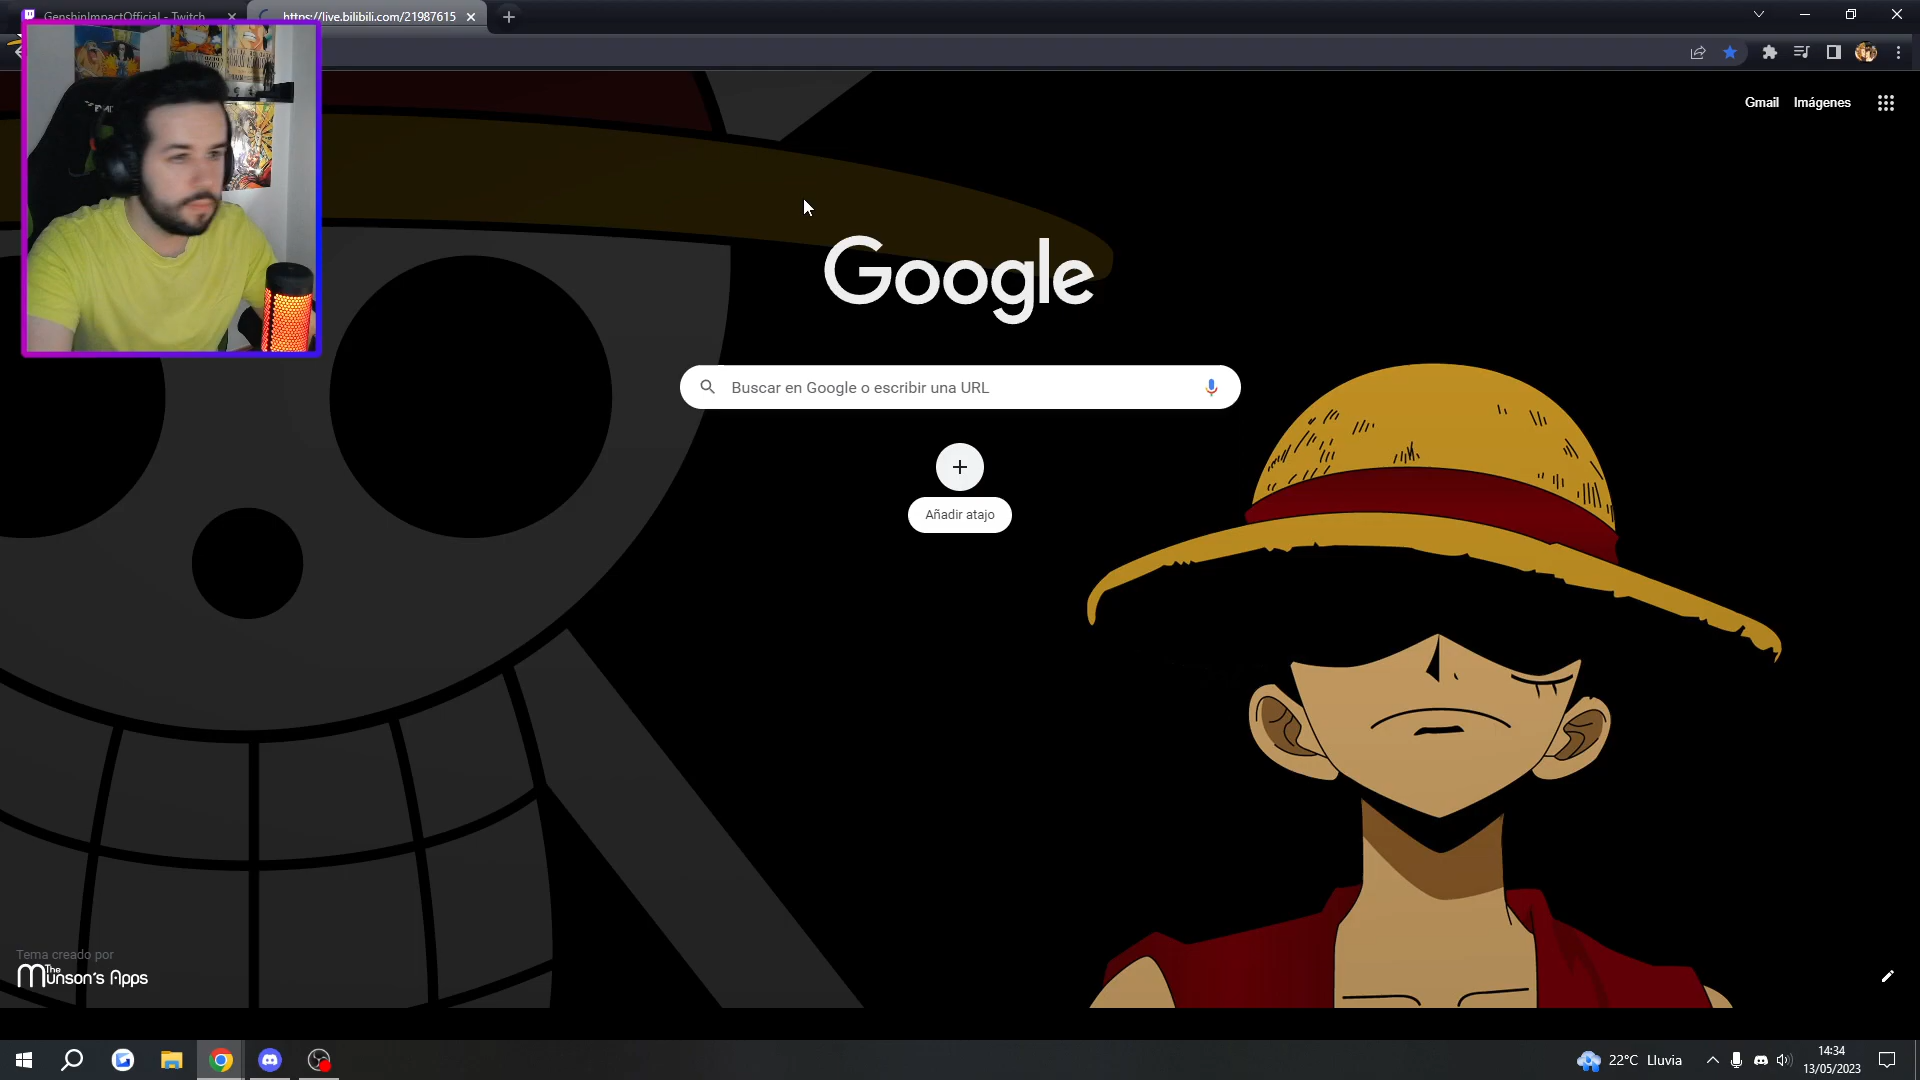 GenshinImpactOfficial - Twitch
https://live.bilibili.com/21987615
Gmail
Imágenes
Google
Buscar en Google o escribir una URL
Añadir atajo
Tema creado por
The Munson's Apps
22°C Lluvia
14:34
13/05/2023